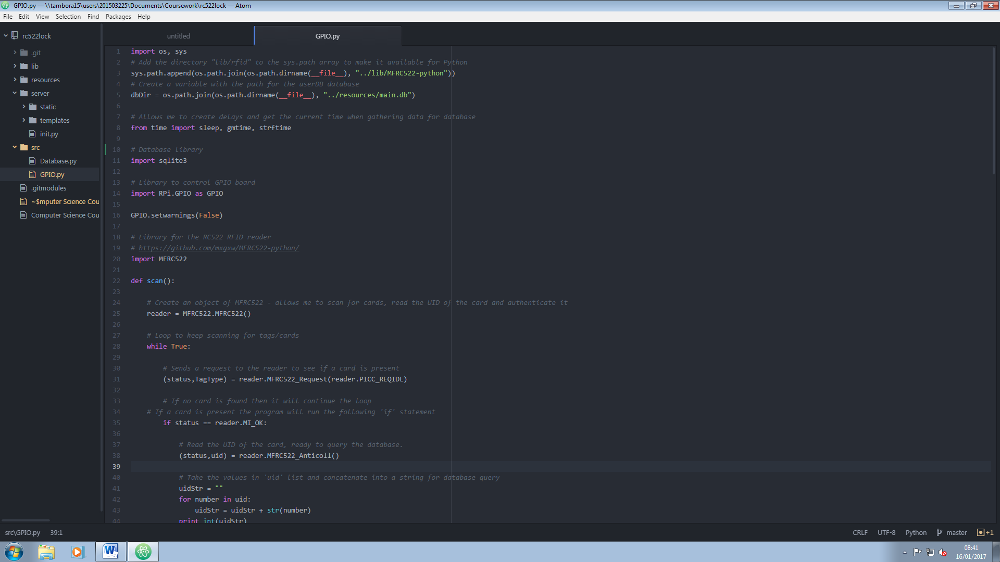 GPIO.py — \\tambora15\users\201503225\Documents\Coursework\rc522lock — Atom
File Edit View Selection Find Packages Help
rc522lock
.git
lib
resources
server
static
templates
init.py
src
Database.py
GPIO.py
.gitmodules
~$mputer Science Cou
Computer Science Cou
untitled GPIO.py
1 import os, sys
2 # Add the directory "lib/rfid" to the sys.path array to make it available for Python
3 sys.path.append(os.path.join(os.path.dirname(__file__), "../lib/MFRC522-python"))
4 # Create a variable with the path for the userDB database
5 dbDir = os.path.join(os.path.dirname(__file__), "../resources/main.db")
6
7 # Allows me to create delays and get the current time when gathering data for database
8 from time import sleep, gmtime, strftime
9
10 # Database library
11 import sqlite3
12
13 # Library to control GPIO board
14 import RPi.GPIO as GPIO
15
16 GPIO.setwarnings(False)
17
18 # Library for the RC522 RFID reader
19 # https://github.com/mxgxw/MFRC522-python/
20 import MFRC522
21
22 def scan():
23
24 # Create an object of MFRC522 - allows me to scan for cards, read the UID of the card and authenticate it
25 reader = MFRC522.MFRC522()
26
27 # Loop to keep scanning for tags/cards
28 while True:
29
30 # Sends a request to the reader to see if a card is present
31 (status,TagType) = reader.MFRC522_Request(reader.PICC_REQIDL)
32
33 # If no card is found then it will continue the loop
34 # If a card is present the program will run the following 'if' statement
35 if status == reader.MI_OK:
36
37 # Read the UID of the card, ready to query the database.
38 (status,uid) = reader.MFRC522_Anticoll()
39
40 # Take the values in 'uid' list and concatenate into a string for database query
41 uidStr = ""
42 for number in uid:
43 uidStr = uidStr + str(number)
44 print int(uidStr)
src\GPIO.py 39:1 CRLF UTF-8 Python master +1
08:41
16/01/2017